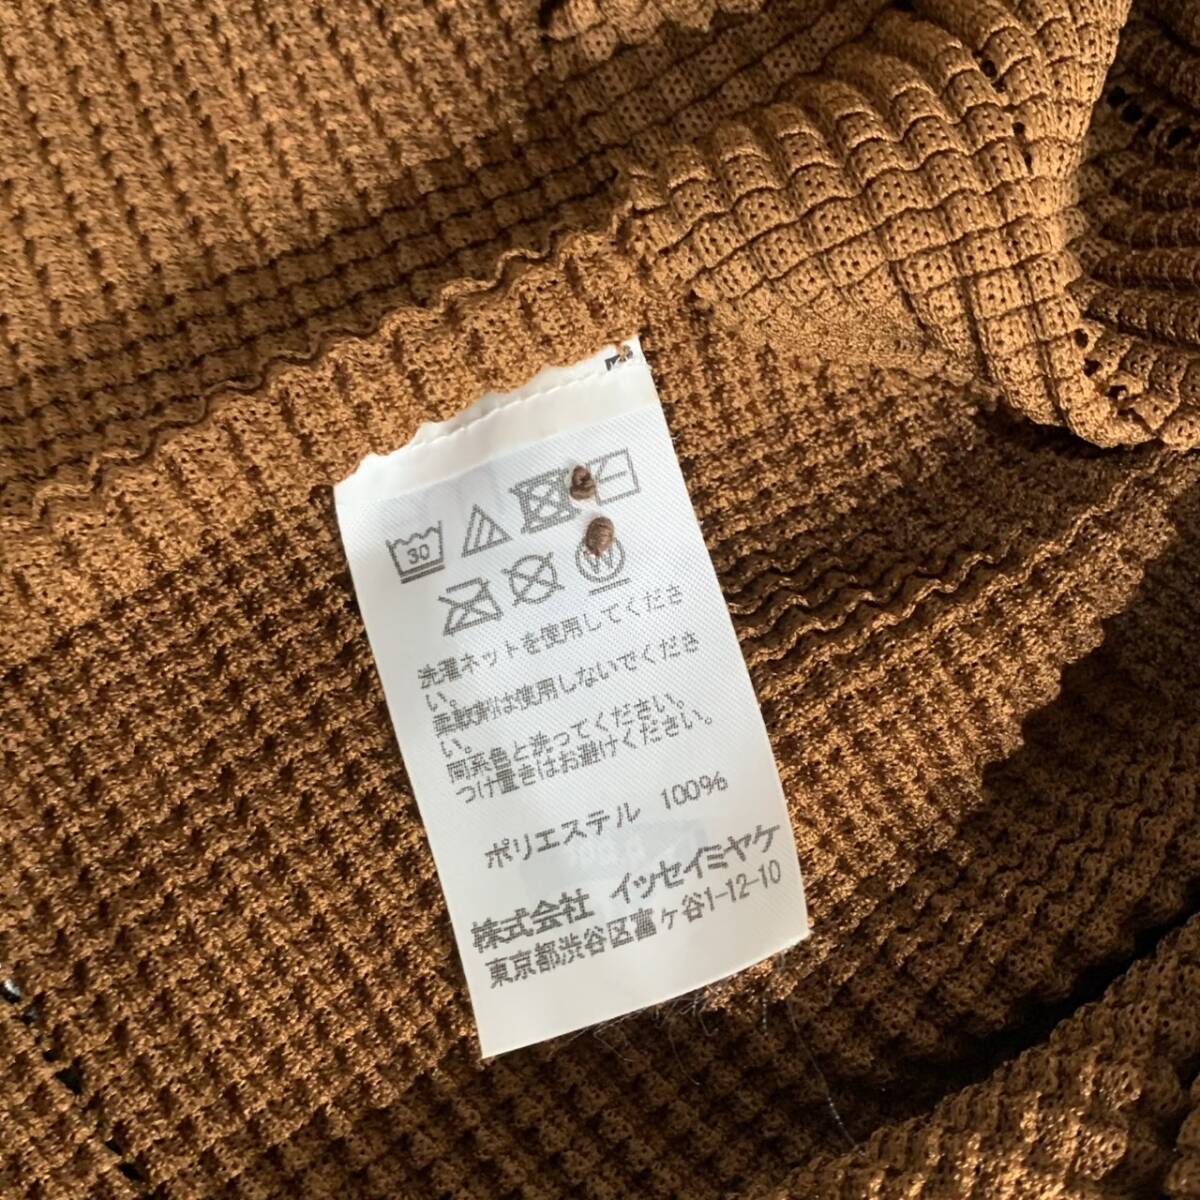 30
W
洗濯ネットを使用してくださ
い。
柔軟剤は使用しないでくださ
い。
同系色と洗ってください。
つけ置きはお避けください。
ポリエステル 100%
株式会社 イッセイミヤケ
東京都渋谷区富ヶ谷1-12-10